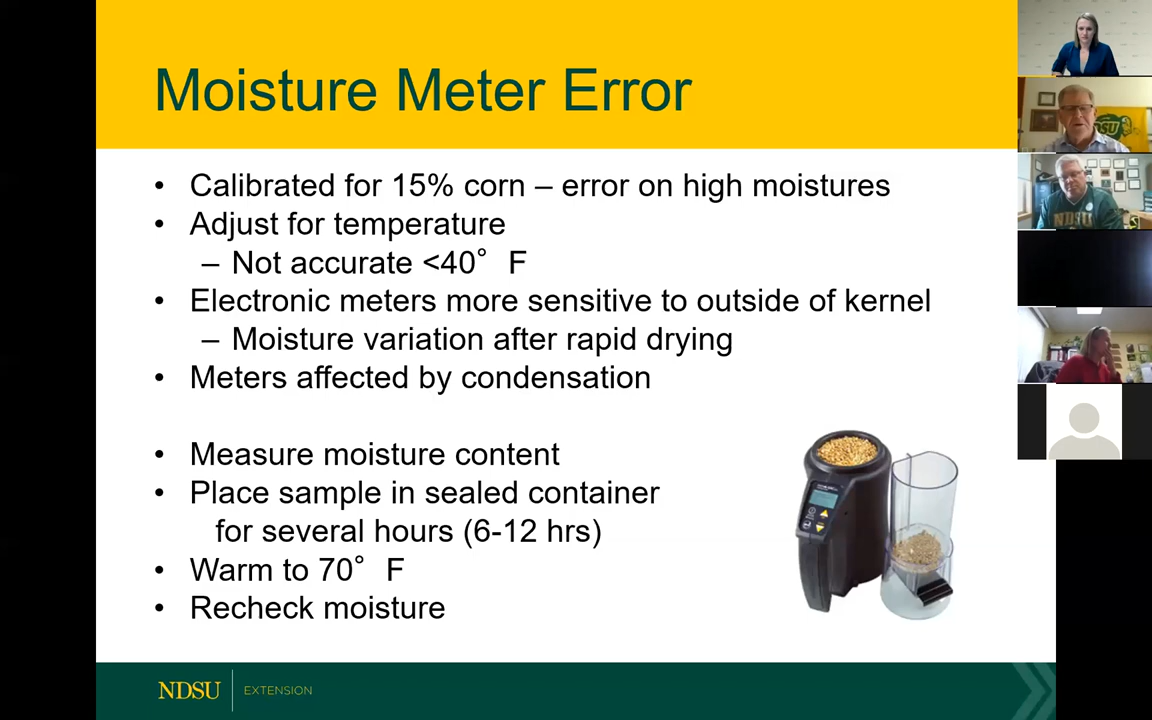 Moisture Meter Error
• Calibrated for 15% corn – error on high moistures
• Adjust for temperature
– Not accurate <40° F
• Electronic meters more sensitive to outside of kernel
– Moisture variation after rapid drying
• Meters affected by condensation
• Measure moisture content
• Place sample in sealed container
for several hours (6-12 hrs)
• Warm to 70° F
• Recheck moisture
NDSU EXTENSION
NDSU